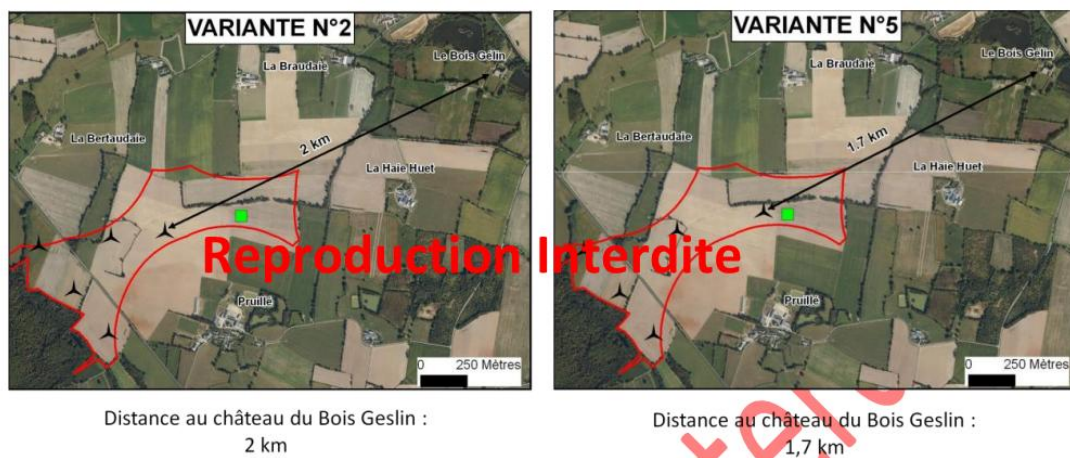 VARIANTE N°2
La Braudaie
Le Bois Gélin
La Bertaudaie
2 km
La Haie Huet
Pruillé
0 250 Mètres
VARIANTE N°5
La Braudaie
Le Bois Gélin
La Bertaudaie
1,7 km
La Haie Huet
Pruillé
0 250 Mètres
Reproduction Interdite
Distance au château du Bois Geslin :
2 km
Distance au château du Bois Geslin :
1,7 km